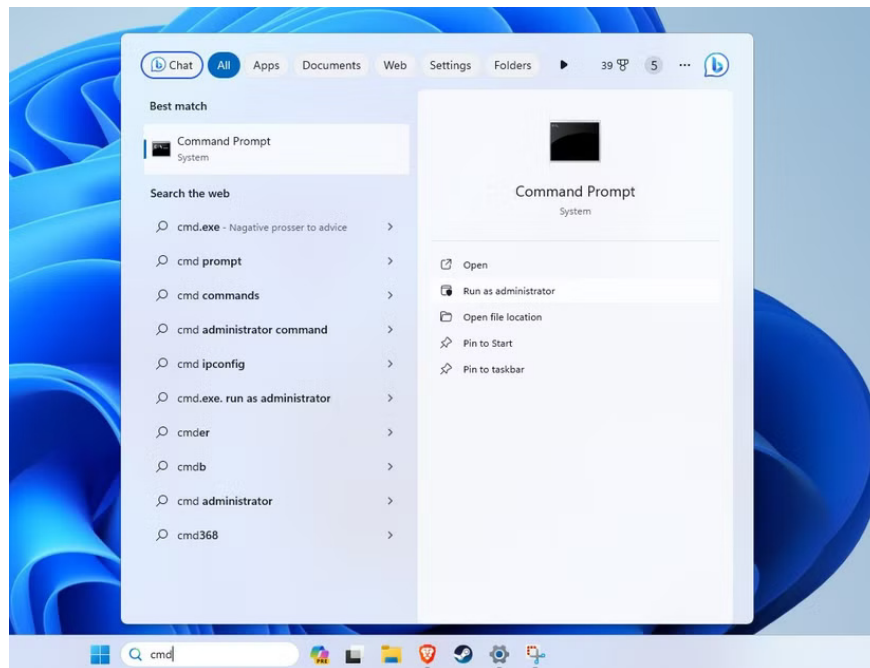 Chat All Apps Documents Web Settings Folders 39 5 ...
Best match
Command Prompt
System
Search the web
cmd.exe - Nagative prosser to advice
cmd prompt
cmd commands
cmd administrator command
cmd ipconfig
cmd.exe. run as administrator
cmder
cmdb
cmd administrator
cmd368
Command Prompt
System
Open
Run as administrator
Open file location
Pin to Start
Pin to taskbar
cmd
PRE